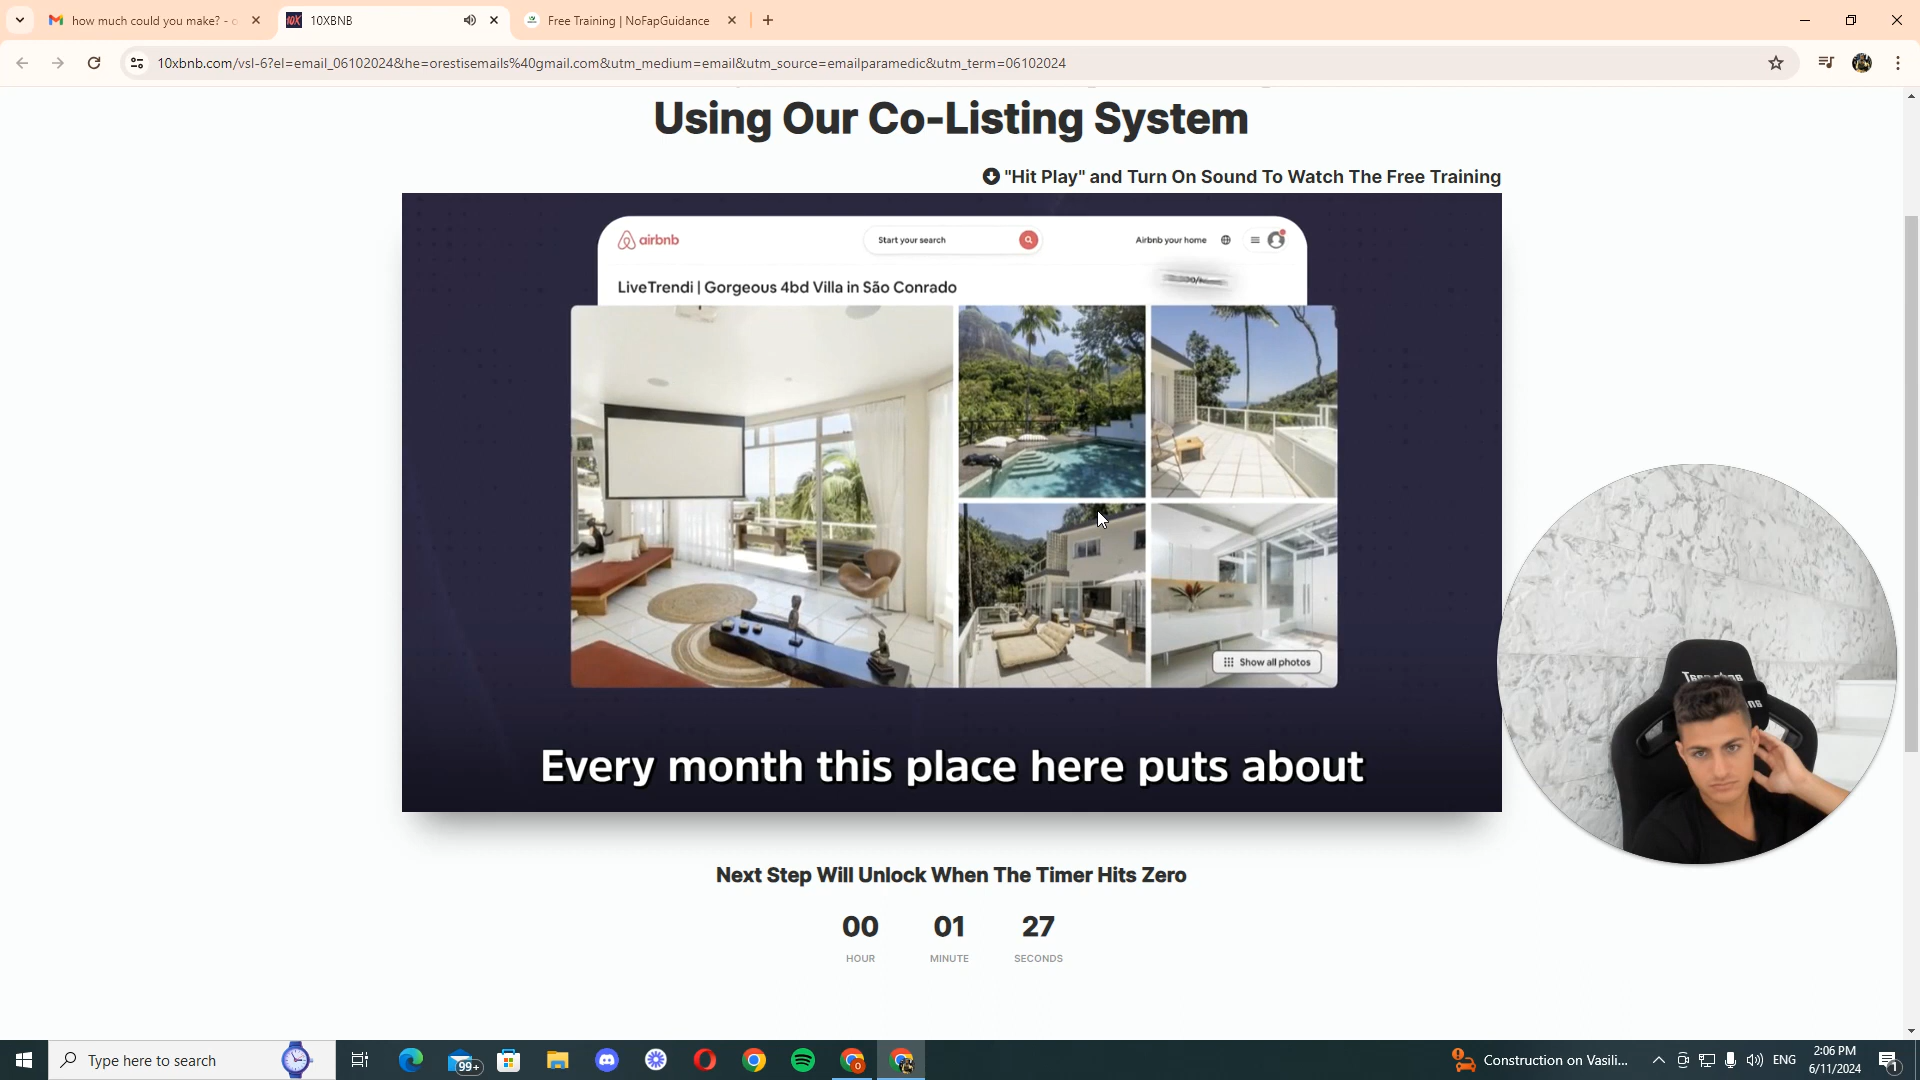 how much could you make? - o
10XBNB
Free Training | NoFapGuidance
10xbnb.com/vsl-6?el=email_06102024&he=orestisemails%40gmail.com&utm_medium=email&utm_source=emailparamedic&utm_term=06102024
Using Our Co-Listing System
"Hit Play" and Turn On Sound To Watch The Free Training
airbnb
Start your search
Airbnb your home
LiveTrendi | Gorgeous 4bd Villa in São Conrado
Show all photos
Every month this place here puts about
Next Step Will Unlock When The Timer Hits Zero
00 01 27
HOUR MINUTE SECONDS
Type here to search
99+
Construction on Vasili...
ENG
2:06 PM
6/11/2024
1